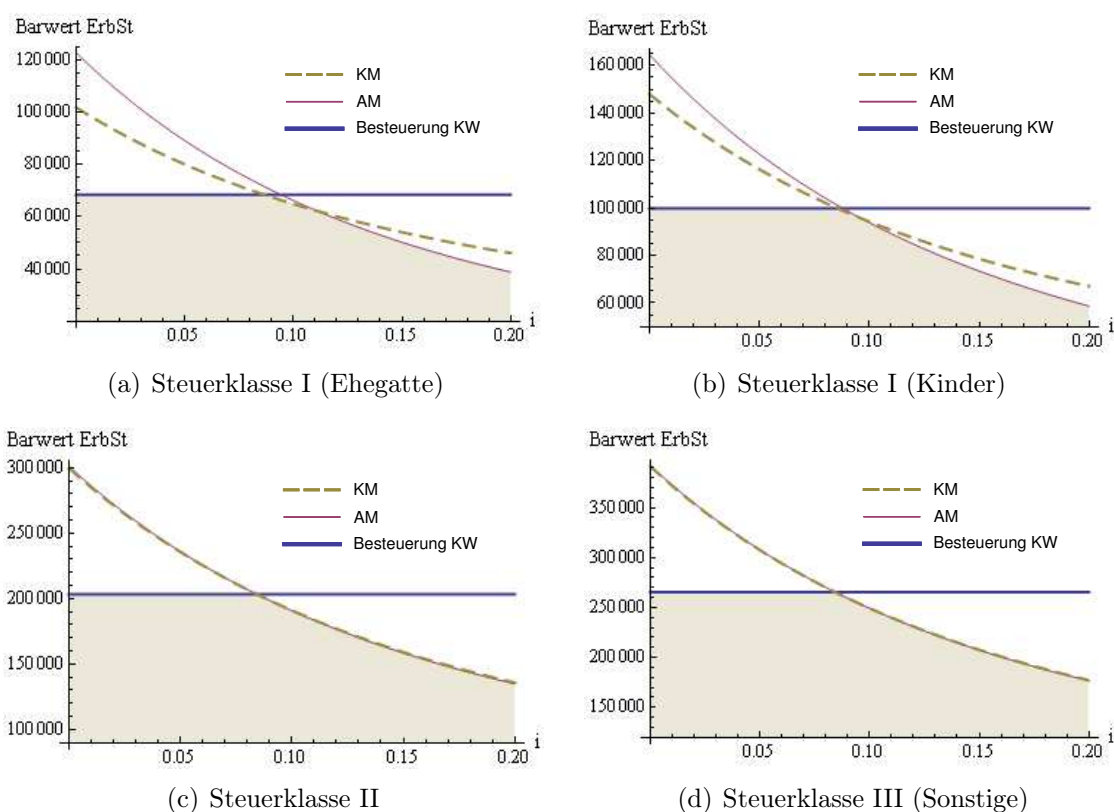 Barwert ErbSt
120 000
100 000
80 000
60 000
40 000
0.05
0.10
0.15
0.20
i
KM
AM
Besteuerung KW
(a) Steuerklasse I (Ehegatte)
Barwert ErbSt
160 000
140 000
120 000
100 000
80 000
60 000
0.05
0.10
0.15
0.20
i
KM
AM
Besteuerung KW
(b) Steuerklasse I (Kinder)
Barwert ErbSt
300 000
250 000
200 000
150 000
100 000
0.05
0.10
0.15
0.20
i
KM
AM
Besteuerung KW
(c) Steuerklasse II
Barwert ErbSt
350 000
300 000
250 000
200 000
150 000
0.05
0.10
0.15
0.20
i
KM
AM
Besteuerung KW
(d) Steuerklasse III (Sonstige)